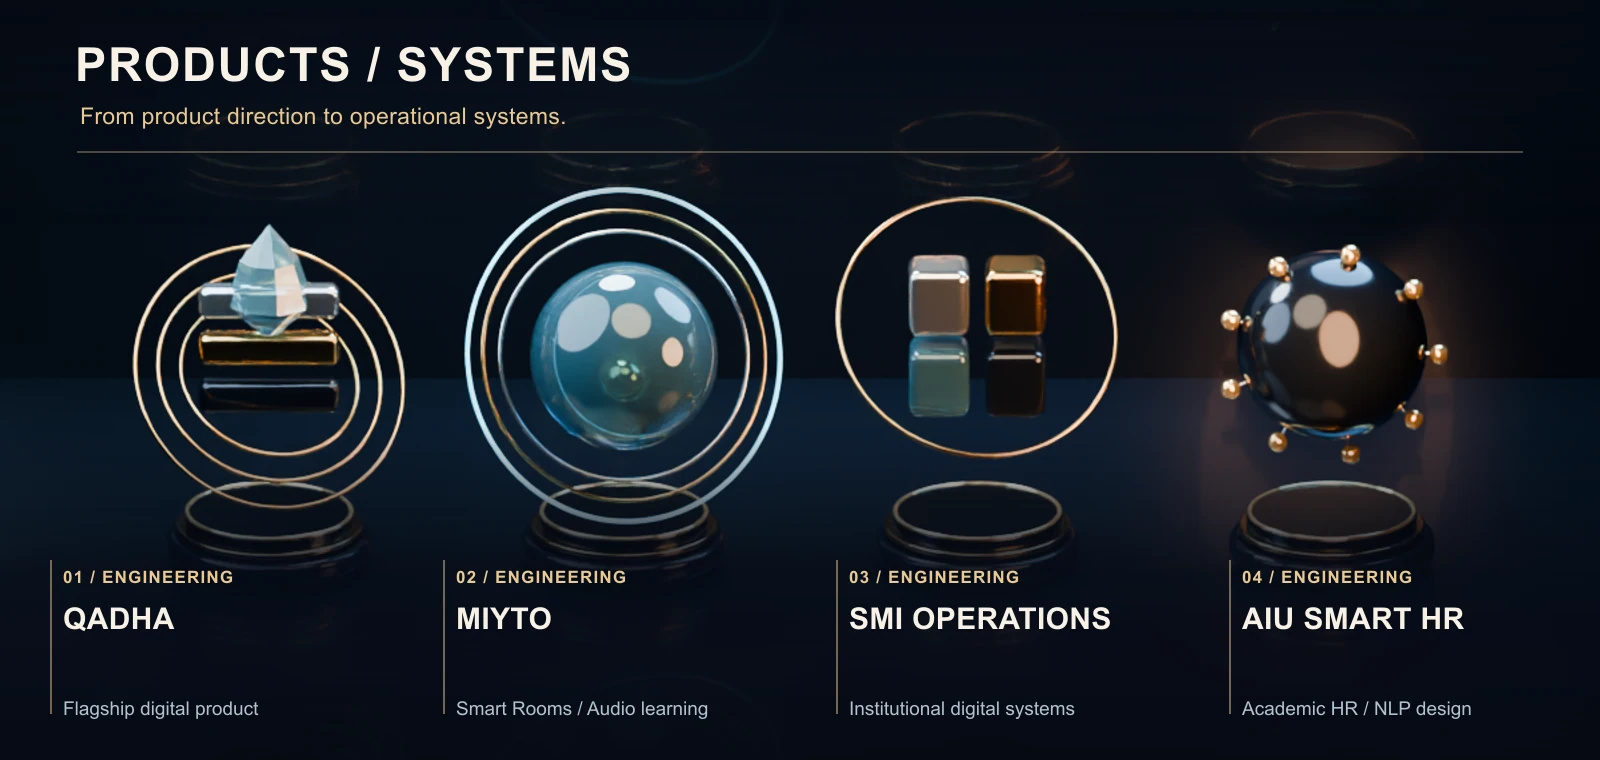 PRODUCTS / SYSTEMS
From product direction to operational systems.
01 / ENGINEERING
QADHA
Flagship digital product
02 / ENGINEERING
MIYTO
Smart Rooms / Audio learning
03 / ENGINEERING
SMI OPERATIONS
Institutional digital systems
04 / ENGINEERING
AIU SMART HR
Academic HR / NLP design